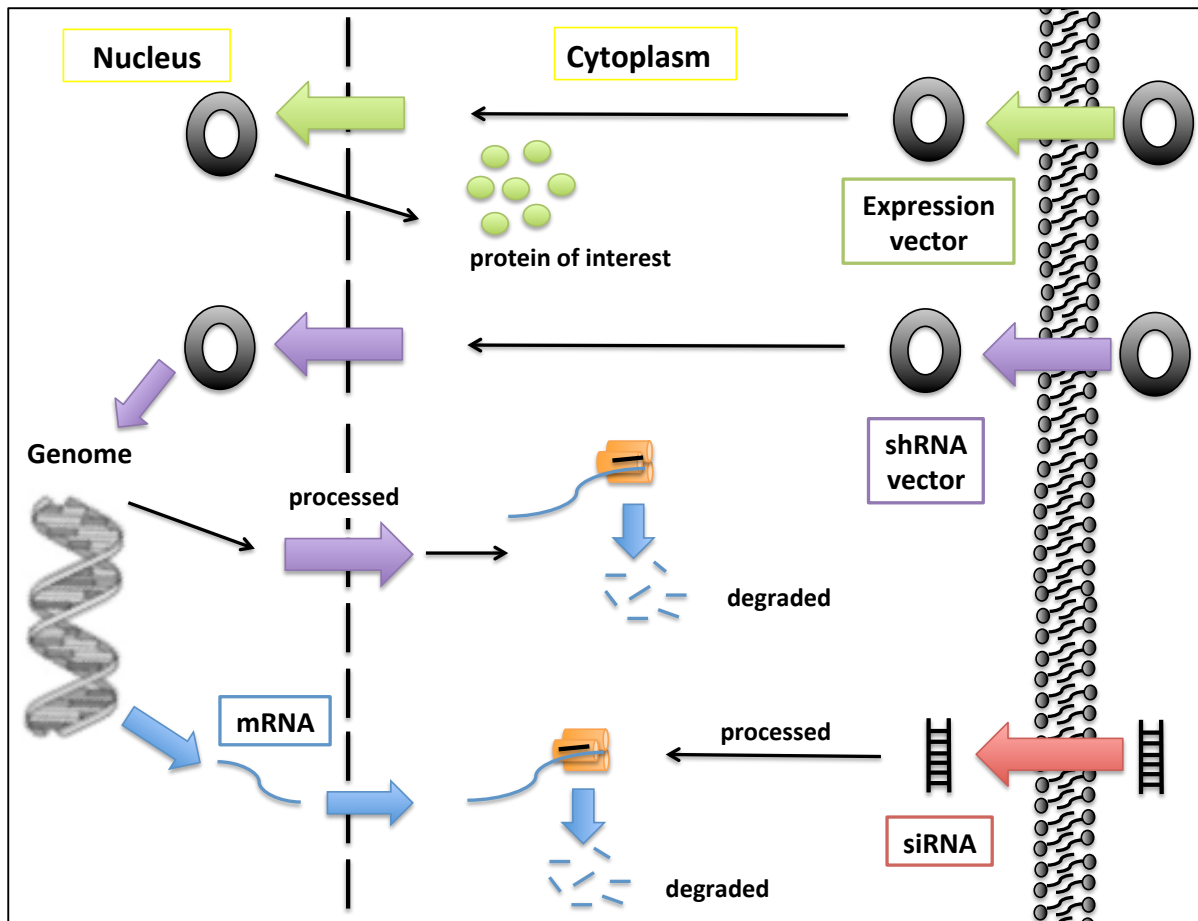 Nucleus
Cytoplasm
Expression
vector
protein of interest
shRNA
vector
Genome
processed
degraded
mRNA
processed
siRNA
degraded